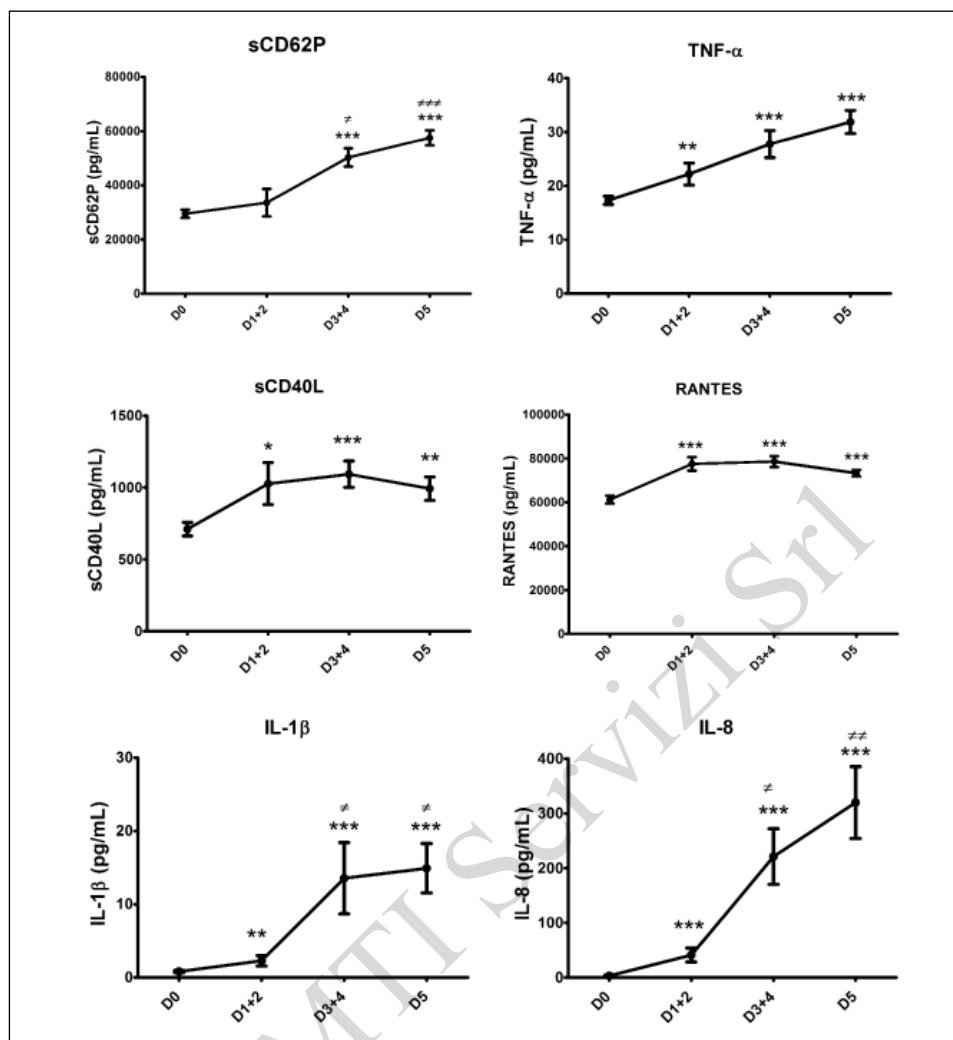 sCD62P
80000
60000
40000
20000
0
sCD62P (pg/mL)
≠
***
≠≠≠
***
D0
D1+2
D3+4
D5
TNF-α
40
30
20
10
0
TNF-α (pg/mL)
**
***
***
D0
D1+2
D3+4
D5
sCD40L
1500
1000
500
0
sCD40L (pg/mL)
*
***
**
D0
D1+2
D3+4
D5
RANTES
100000
80000
60000
40000
20000
0
RANTES (pg/mL)
***
***
***
D0
D1+2
D3+4
D5
IL-1β
30
20
10
0
IL-1β (pg/mL)
**
≠
***
≠
***
D0
D1+2
D3+4
D5
IL-8
400
300
200
100
0
IL-8 (pg/mL)
***
≠
***
≠≠
***
D0
D1+2
D3+4
D5
MTI Servizi Srl